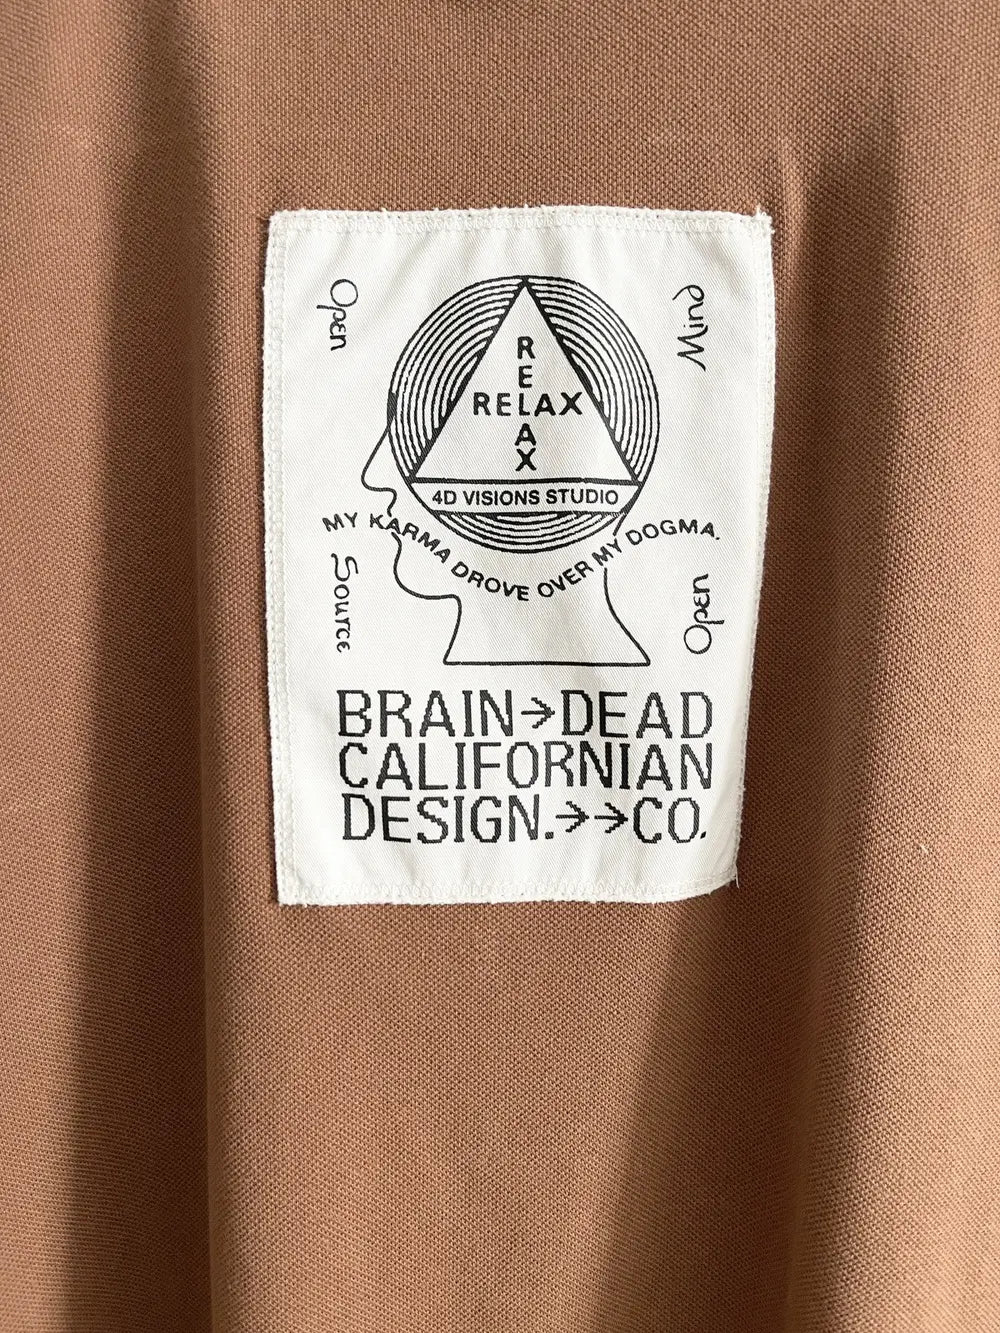 Open
Mind
RELAX
RELAX
4D VISIONS STUDIO
MY KARMA DROVE OVER MY DOGMA.
Source
Open
BRAIN→DEAD
CALIFORNIAN
DESIGN.→→CO.